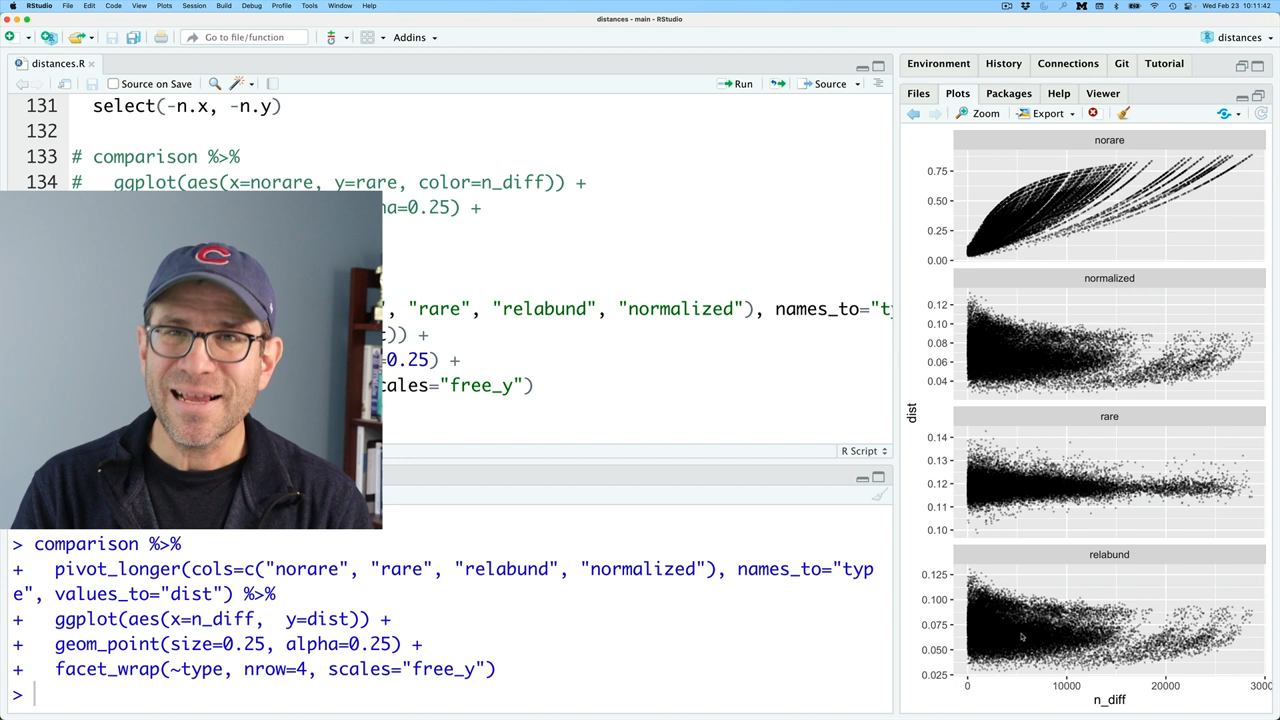 RStudio File Edit Code View Plots Session Build Debug Profile Tools Window Help Wed Feb 23 10:11:42
distances - main - RStudio
Go to file/function Addins distances
distances.R
Source on Save Run Source
131 select(-n.x, -n.y)
132
133 # comparison %>%
134 # ggplot(aes(x=norare, y=rare, color=n_diff)) +
ha=0.25) +
, "rare", "relabund", "normalized"), names_to="ty
)) +
0.25) +
cales="free_y")
R Script
> comparison %>%
+ pivot_longer(cols=c("norare", "rare", "relabund", "normalized"), names_to="typ
e", values_to="dist") %>%
+ ggplot(aes(x=n_diff, y=dist)) +
+ geom_point(size=0.25, alpha=0.25) +
+ facet_wrap(~type, nrow=4, scales="free_y")
>
Environment History Connections Git Tutorial
Files Plots Packages Help Viewer
Zoom Export
norare
0.75
0.50
0.25
0.00
normalized
0.12
0.10
0.08
0.06
0.04
dist
rare
0.14
0.13
0.12
0.11
0.10
relabund
0.125
0.100
0.075
0.050
0.025
0 10000 20000 3000
n_diff
C